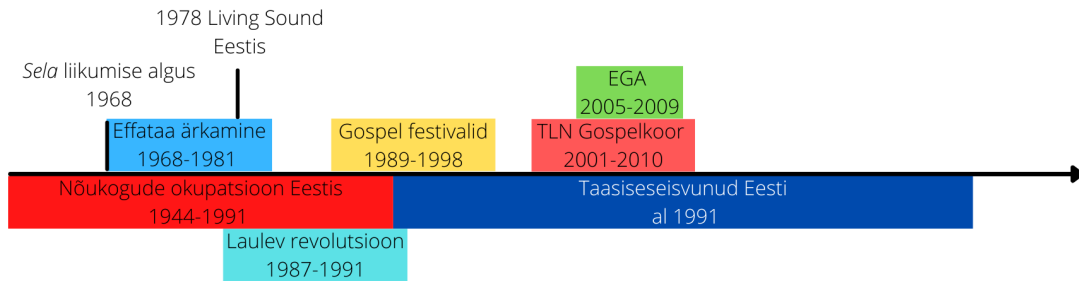 1978 Living Sound
Eestis
Sela liikumise algus
1968
EGA
2005-2009
Effataa ärkamine
1968-1981
Gospel festivalid
1989-1998
TLN Gospelkoor
2001-2010
Nõukogude okupatsioon Eestis
1944-1991
Taasiseseisvunud Eesti
al 1991
Laulev revolutsioon
1987-1991